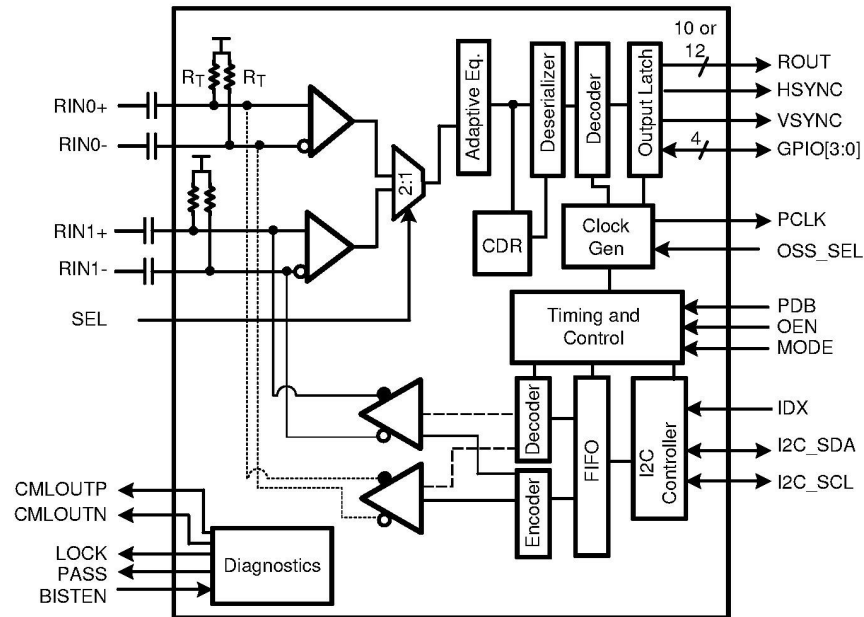 10 or
12
ROUT
HSYNC
VSYNC
4
GPIO[3:0]
PCLK
OSS_SEL
PDB
OEN
MODE
IDX
I2C_SDA
I2C_SCL
RT
RT
RIN0+
RIN0-
RIN1+
RIN1-
SEL
2:1
Adaptive Eq.
Deserializer
Decoder
Output Latch
CDR
Clock
Gen
Timing and
Control
Decoder
Encoder
FIFO
I2C
Controller
CMLOUTP
CMLOUTN
LOCK
PASS
BISTEN
Diagnostics